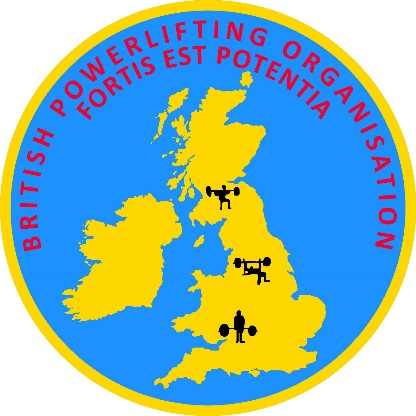 BRITISH POWERLIFTING ORGANISATION
FORTIS EST POTENTIA